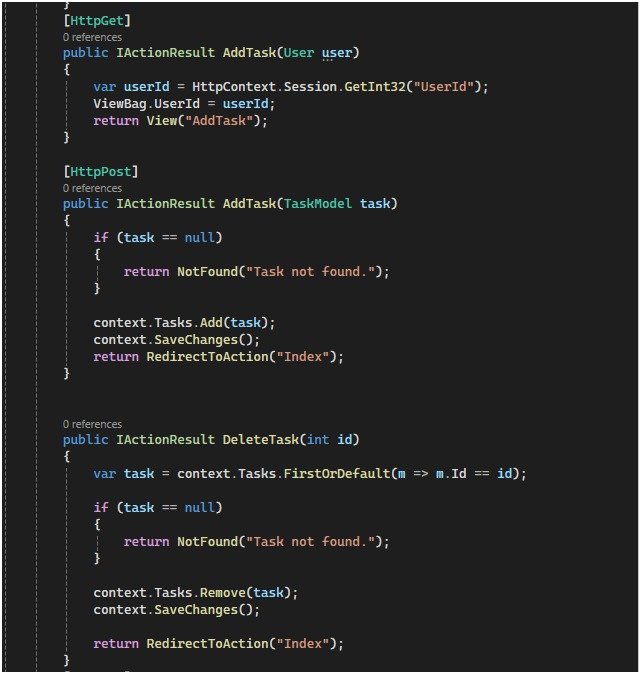 }
[HttpGet]
0 references
public IActionResult AddTask(User user)
{
var userId = HttpContext.Session.GetInt32("UserId");
ViewBag.UserId = userId;
return View("AddTask");
}
[HttpPost]
0 references
public IActionResult AddTask(TaskModel task)
{
if (task == null)
{
return NotFound("Task not found.");
}
context.Tasks.Add(task);
context.SaveChanges();
return RedirectToAction("Index");
}
0 references
public IActionResult DeleteTask(int id)
{
var task = context.Tasks.FirstOrDefault(m => m.Id == id);
if (task == null)
{
return NotFound("Task not found.");
}
context.Tasks.Remove(task);
context.SaveChanges();
return RedirectToAction("Index");
}